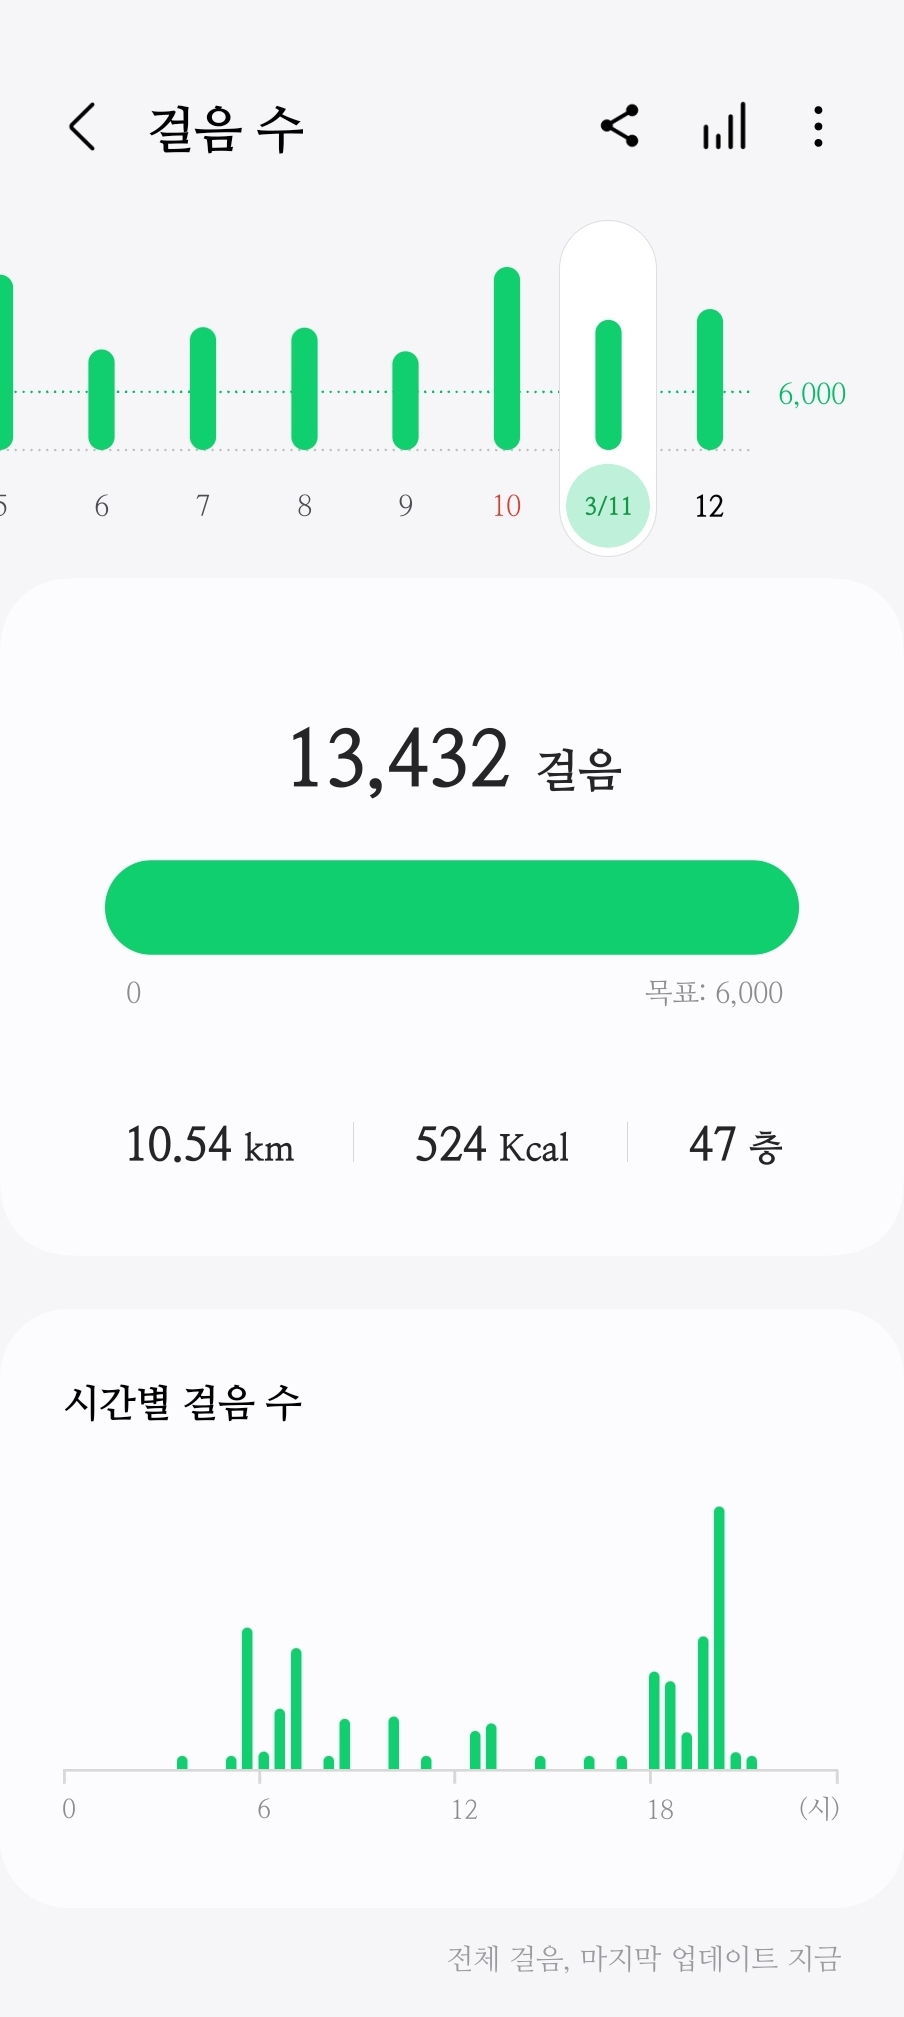 걸음 수
6,000
6 7 8 9 10 3/11 12
13,432 걸음
0 목표: 6,000
10.54 km 524 Kcal 47 층
시간별 걸음 수
0 6 12 18 (시)
전체 걸음, 마지막 업데이트 지금